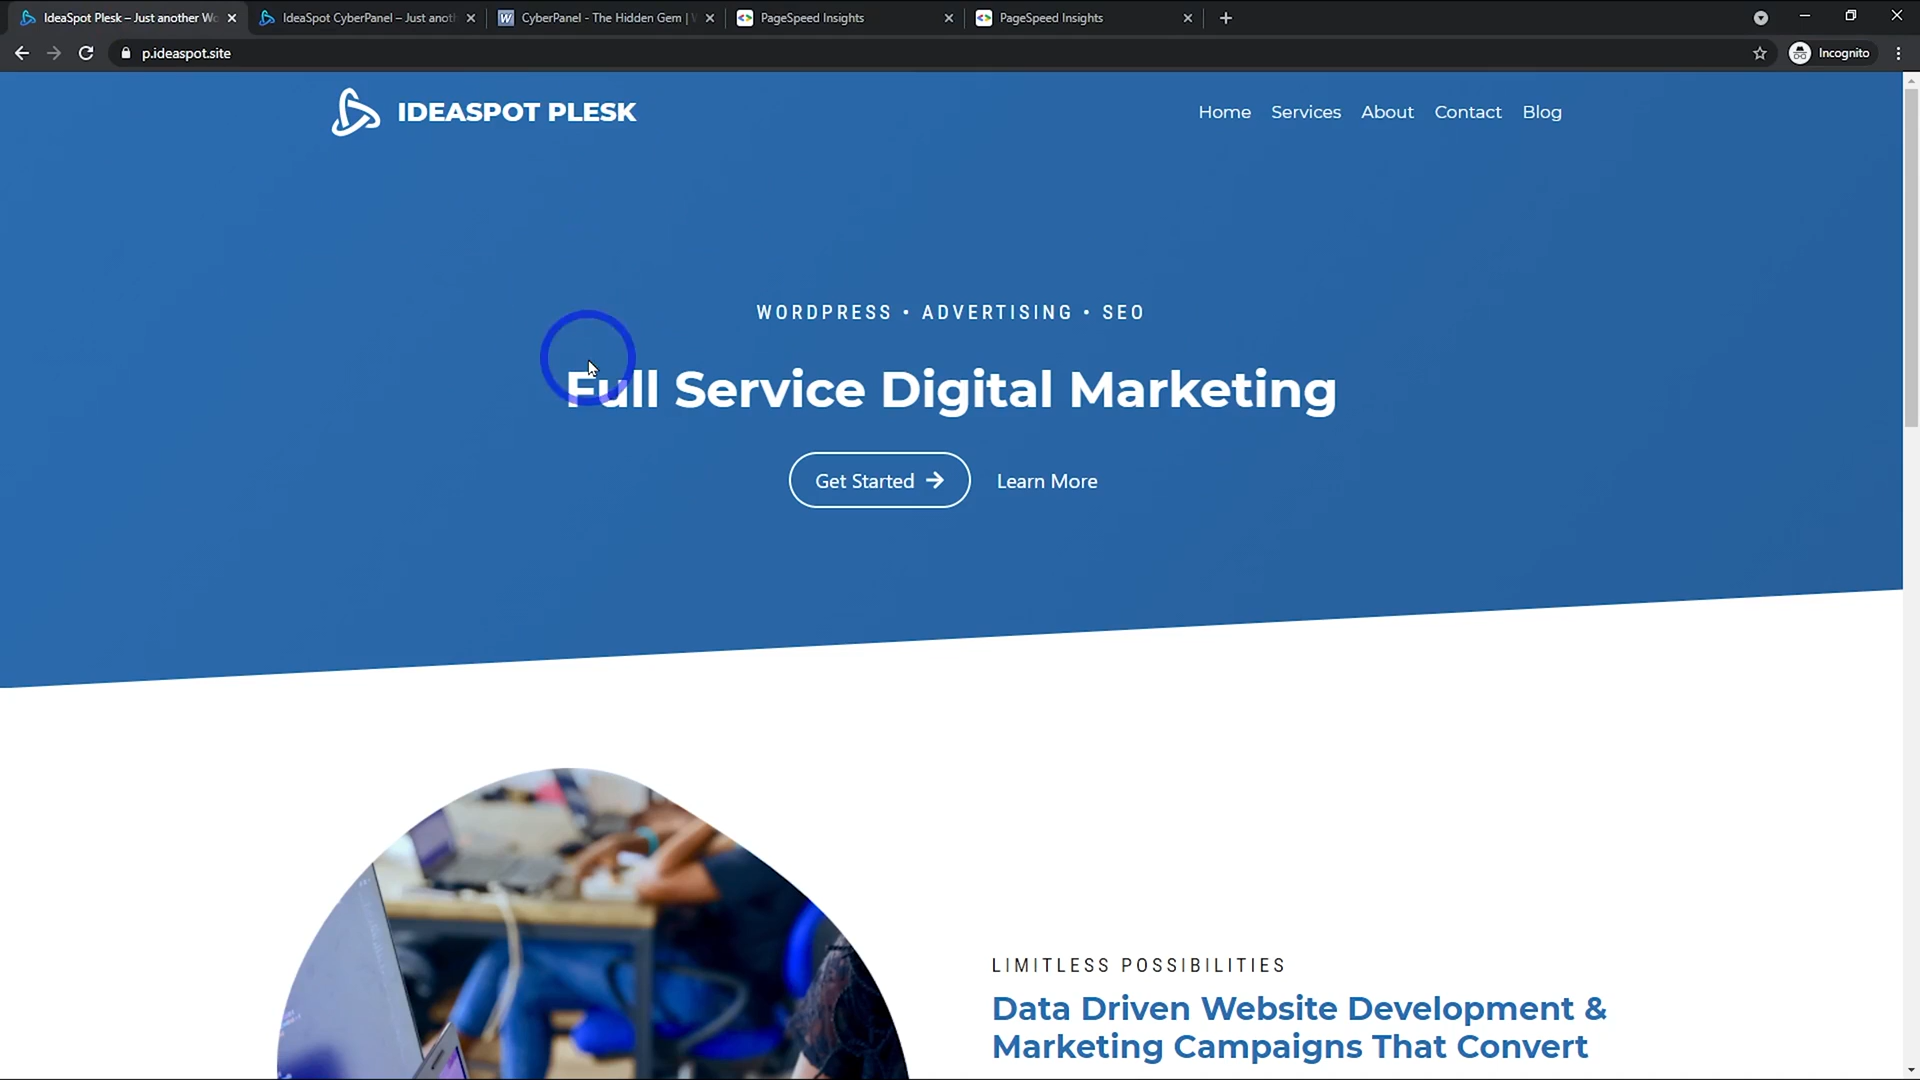 IdeaSpot Plesk – Just another Wo
IdeaSpot CyberPanel – Just anoth
CyberPanel - The Hidden Gem |
PageSpeed Insights
PageSpeed Insights
p.ideaspot.site
Incognito
IDEASPOT PLESK
Home
Services
About
Contact
Blog
WORDPRESS • ADVERTISING • SEO
Full Service Digital Marketing
Get Started
Learn More
LIMITLESS POSSIBILITIES
Data Driven Website Development &
Marketing Campaigns That Convert